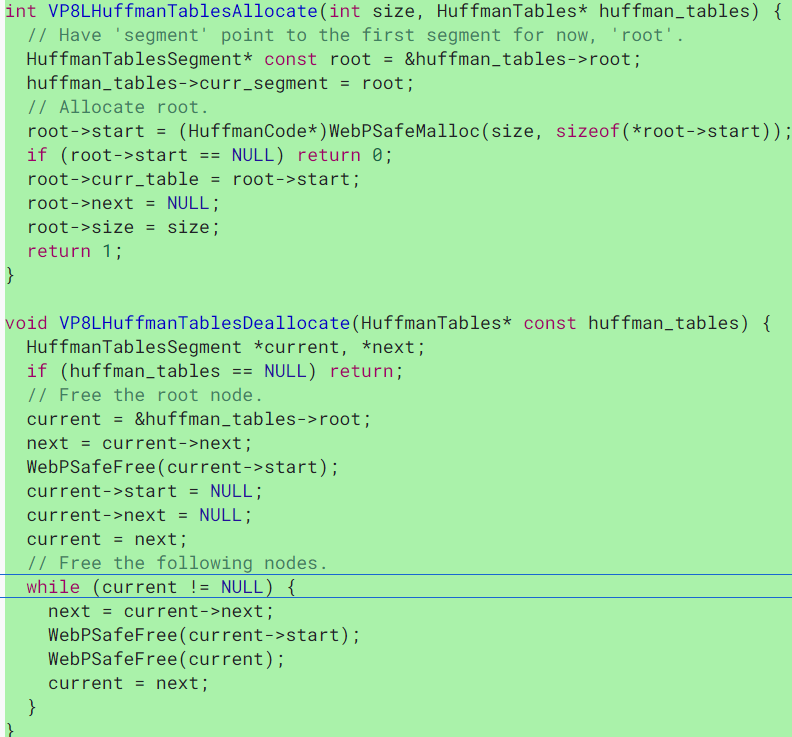 int VP8LHuffmanTablesAllocate(int size, HuffmanTables* huffman_tables) {
  // Have 'segment' point to the first segment for now, 'root'.
  HuffmanTablesSegment* const root = &huffman_tables->root;
  huffman_tables->curr_segment = root;
  // Allocate root.
  root->start = (HuffmanCode*)WebPSafeMalloc(size, sizeof(*root->start));
  if (root->start == NULL) return 0;
  root->curr_table = root->start;
  root->next = NULL;
  root->size = size;
  return 1;
}

void VP8LHuffmanTablesDeallocate(HuffmanTables* const huffman_tables) {
  HuffmanTablesSegment *current, *next;
  if (huffman_tables == NULL) return;
  // Free the root node.
  current = &huffman_tables->root;
  next = current->next;
  WebPSafeFree(current->start);
  current->start = NULL;
  current->next = NULL;
  current = next;
  // Free the following nodes.
  while (current != NULL) {
    next = current->next;
    WebPSafeFree(current->start);
    WebPSafeFree(current);
    current = next;
  }
}